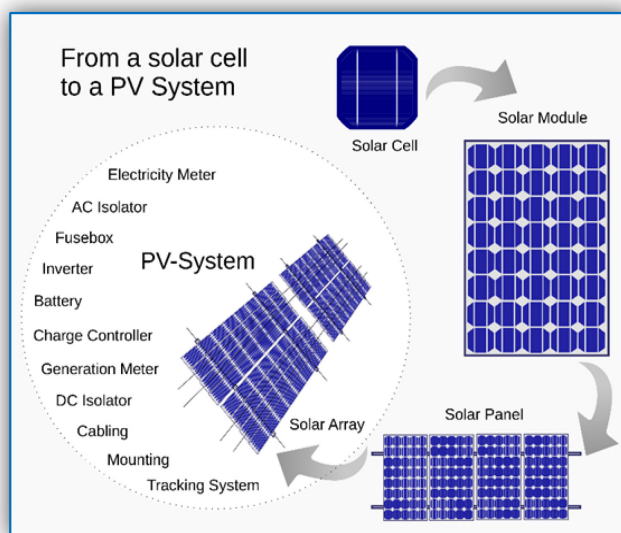 From a solar cell
to a PV System
Solar Cell
Solar Module
Electricity Meter
AC Isolator
Fusebox
Inverter
PV-System
Battery
Charge Controller
Generation Meter
DC Isolator
Cabling
Mounting
Tracking System
Solar Array
Solar Panel